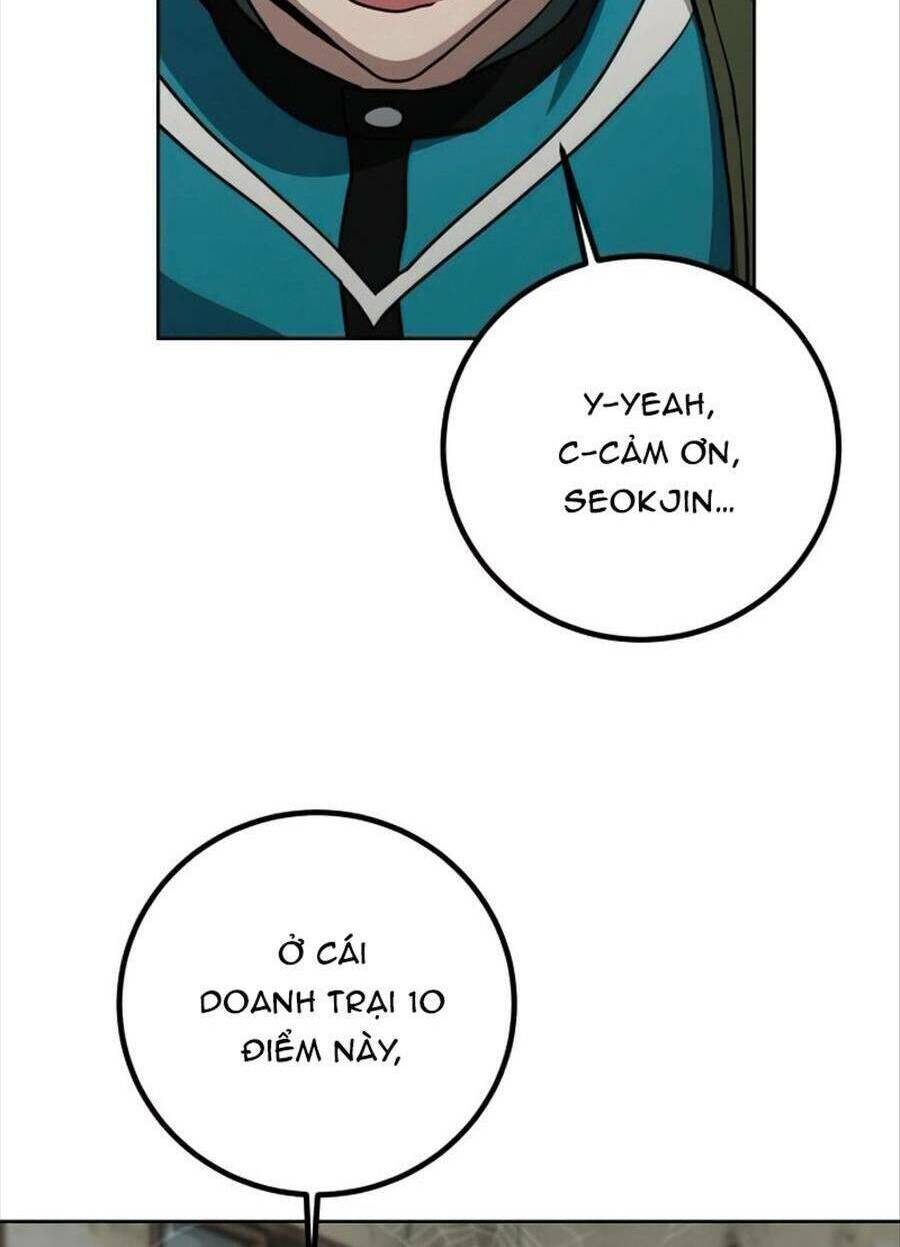 Y-YEAH,
C-CẢM ƠN,
SEOKJIN...
Ở CÁI
DOANH TRẠI 10
ĐIỂM NÀY,